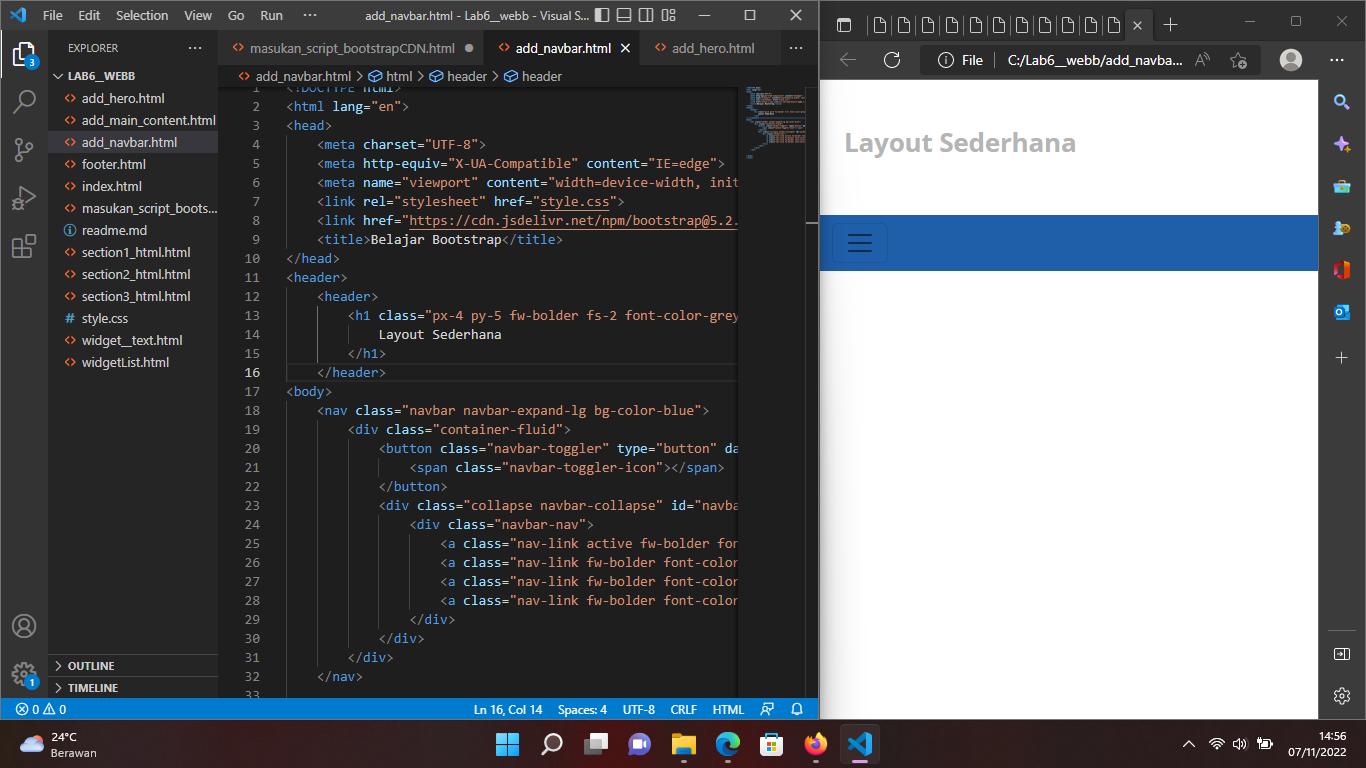 File Edit Selection View Go Run ··· add_navbar.html - Lab6__webb - Visual S...
EXPLORER
LAB6__WEBB
add_hero.html
add_main_content.html
add_navbar.html
footer.html
index.html
masukan_script_boots...
readme.md
section1_html.html
section2_html.html
section3_html.html
style.css
widget__text.html
widgetList.html
OUTLINE
TIMELINE
3
1
masukan_script_bootstrapCDN.html add_navbar.html add_hero.html
add_navbar.html > html > header > header
1 <!DOCTYPE html>
2 <html lang="en">
3 <head>
4 <meta charset="UTF-8">
5 <meta http-equiv="X-UA-Compatible" content="IE=edge">
6 <meta name="viewport" content="width=device-width, init
7 <link rel="stylesheet" href="style.css">
8 <link href="https://cdn.jsdelivr.net/npm/bootstrap@5.2.
9 <title>Belajar Bootstrap</title>
10 </head>
11 <header>
12 <header>
13 <h1 class="px-4 py-5 fw-bolder fs-2 font-color-grey
14 Layout Sederhana
15 </h1>
16 </header>
17 <body>
18 <nav class="navbar navbar-expand-lg bg-color-blue">
19 <div class="container-fluid">
20 <button class="navbar-toggler" type="button" da
21 <span class="navbar-toggler-icon"></span>
22 </button>
23 <div class="collapse navbar-collapse" id="navba
24 <div class="navbar-nav">
25 <a class="nav-link active fw-bolder fon
26 <a class="nav-link fw-bolder font-color
27 <a class="nav-link fw-bolder font-color
28 <a class="nav-link fw-bolder font-color
29 </div>
30 </div>
31 </div>
32 </nav>
33
0 0 Ln 16, Col 14 Spaces: 4 UTF-8 CRLF HTML
File C:/Lab6__webb/add_navba...
Layout Sederhana
24°C
Berawan
14:56
07/11/2022